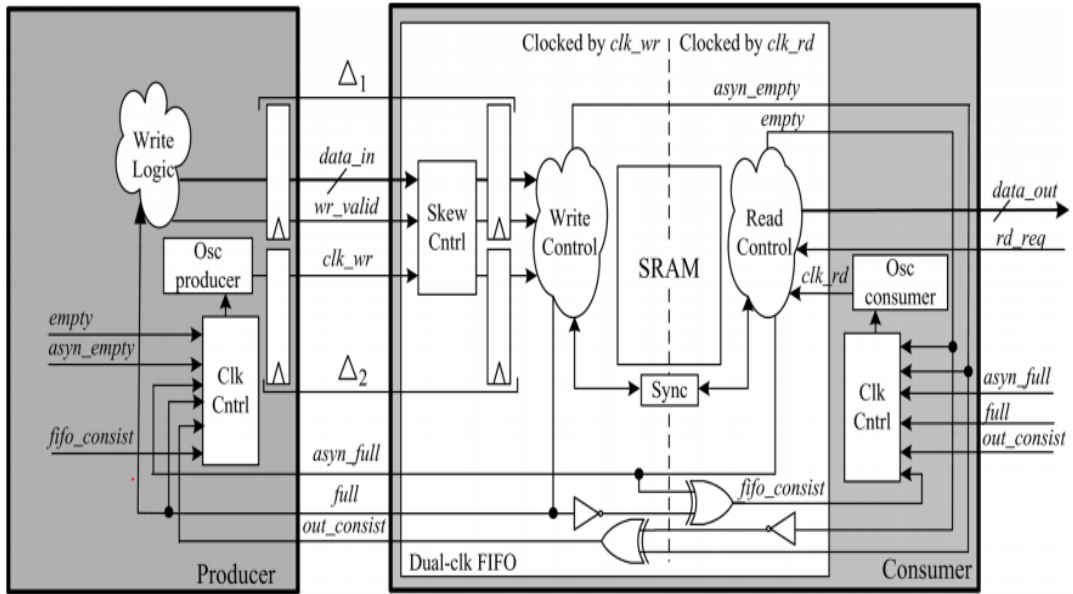 Clocked by clk_wr
Clocked by clk_rd
Δ1
asyn_empty
empty
Write
Logic
data_in
wr_valid
clk_wr
Skew
Cntrl
Write
Control
SRAM
Read
Control
data_out
rd_req
clk_rd
Osc
consumer
Osc
producer
empty
asyn_empty
Clk
Cntrl
fifo_consist
Δ2
Sync
Clk
Cntrl
asyn_full
full
out_consist
asyn_full
full
out_consist
fifo_consist
Producer
Dual-clk FIFO
Consumer